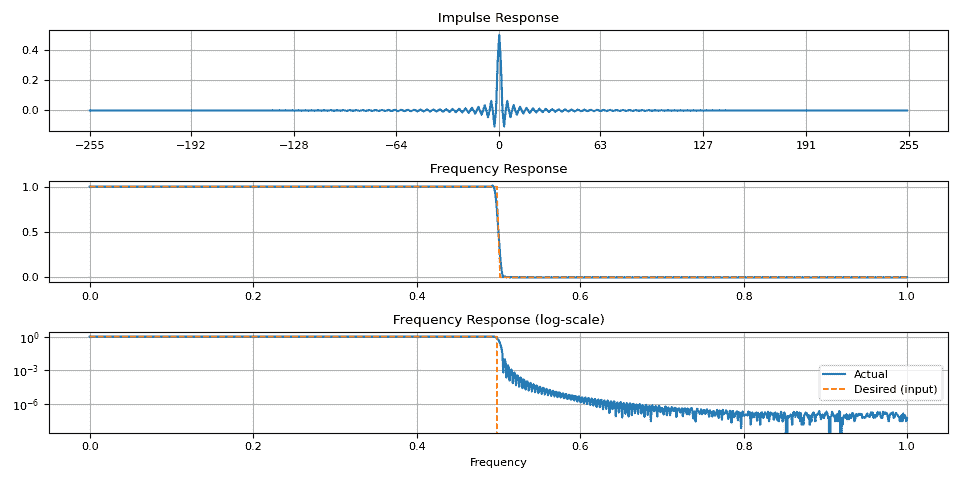 Impulse Response
0.4
0.2
0.0
−255 −192 −128 −64 0 63 127 191 255
Frequency Response
1.0
0.5
0.0
0.0 0.2 0.4 0.6 0.8 1.0
Frequency Response (log-scale)
10⁰
10⁻³
10⁻⁶
Actual
Desired (input)
0.0 0.2 0.4 0.6 0.8 1.0
Frequency